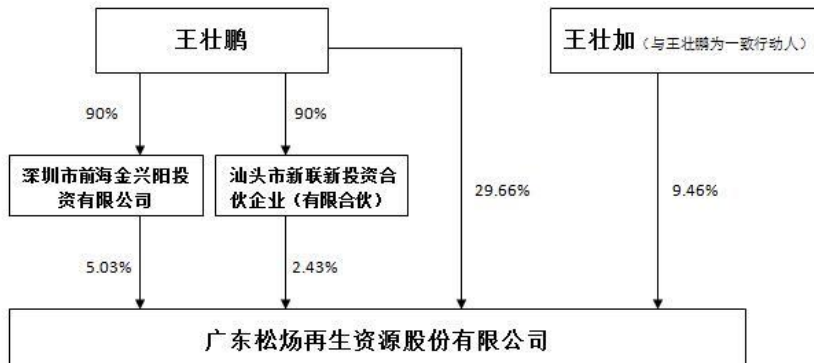 王壮鹏
王壮加（与王壮鹏为一致行动人）
90%
90%
深圳市前海金兴阳投
资有限公司
汕头市新联新投资合
伙企业（有限合伙）
29.66%
9.46%
5.03%
2.43%
广东松炀再生资源股份有限公司